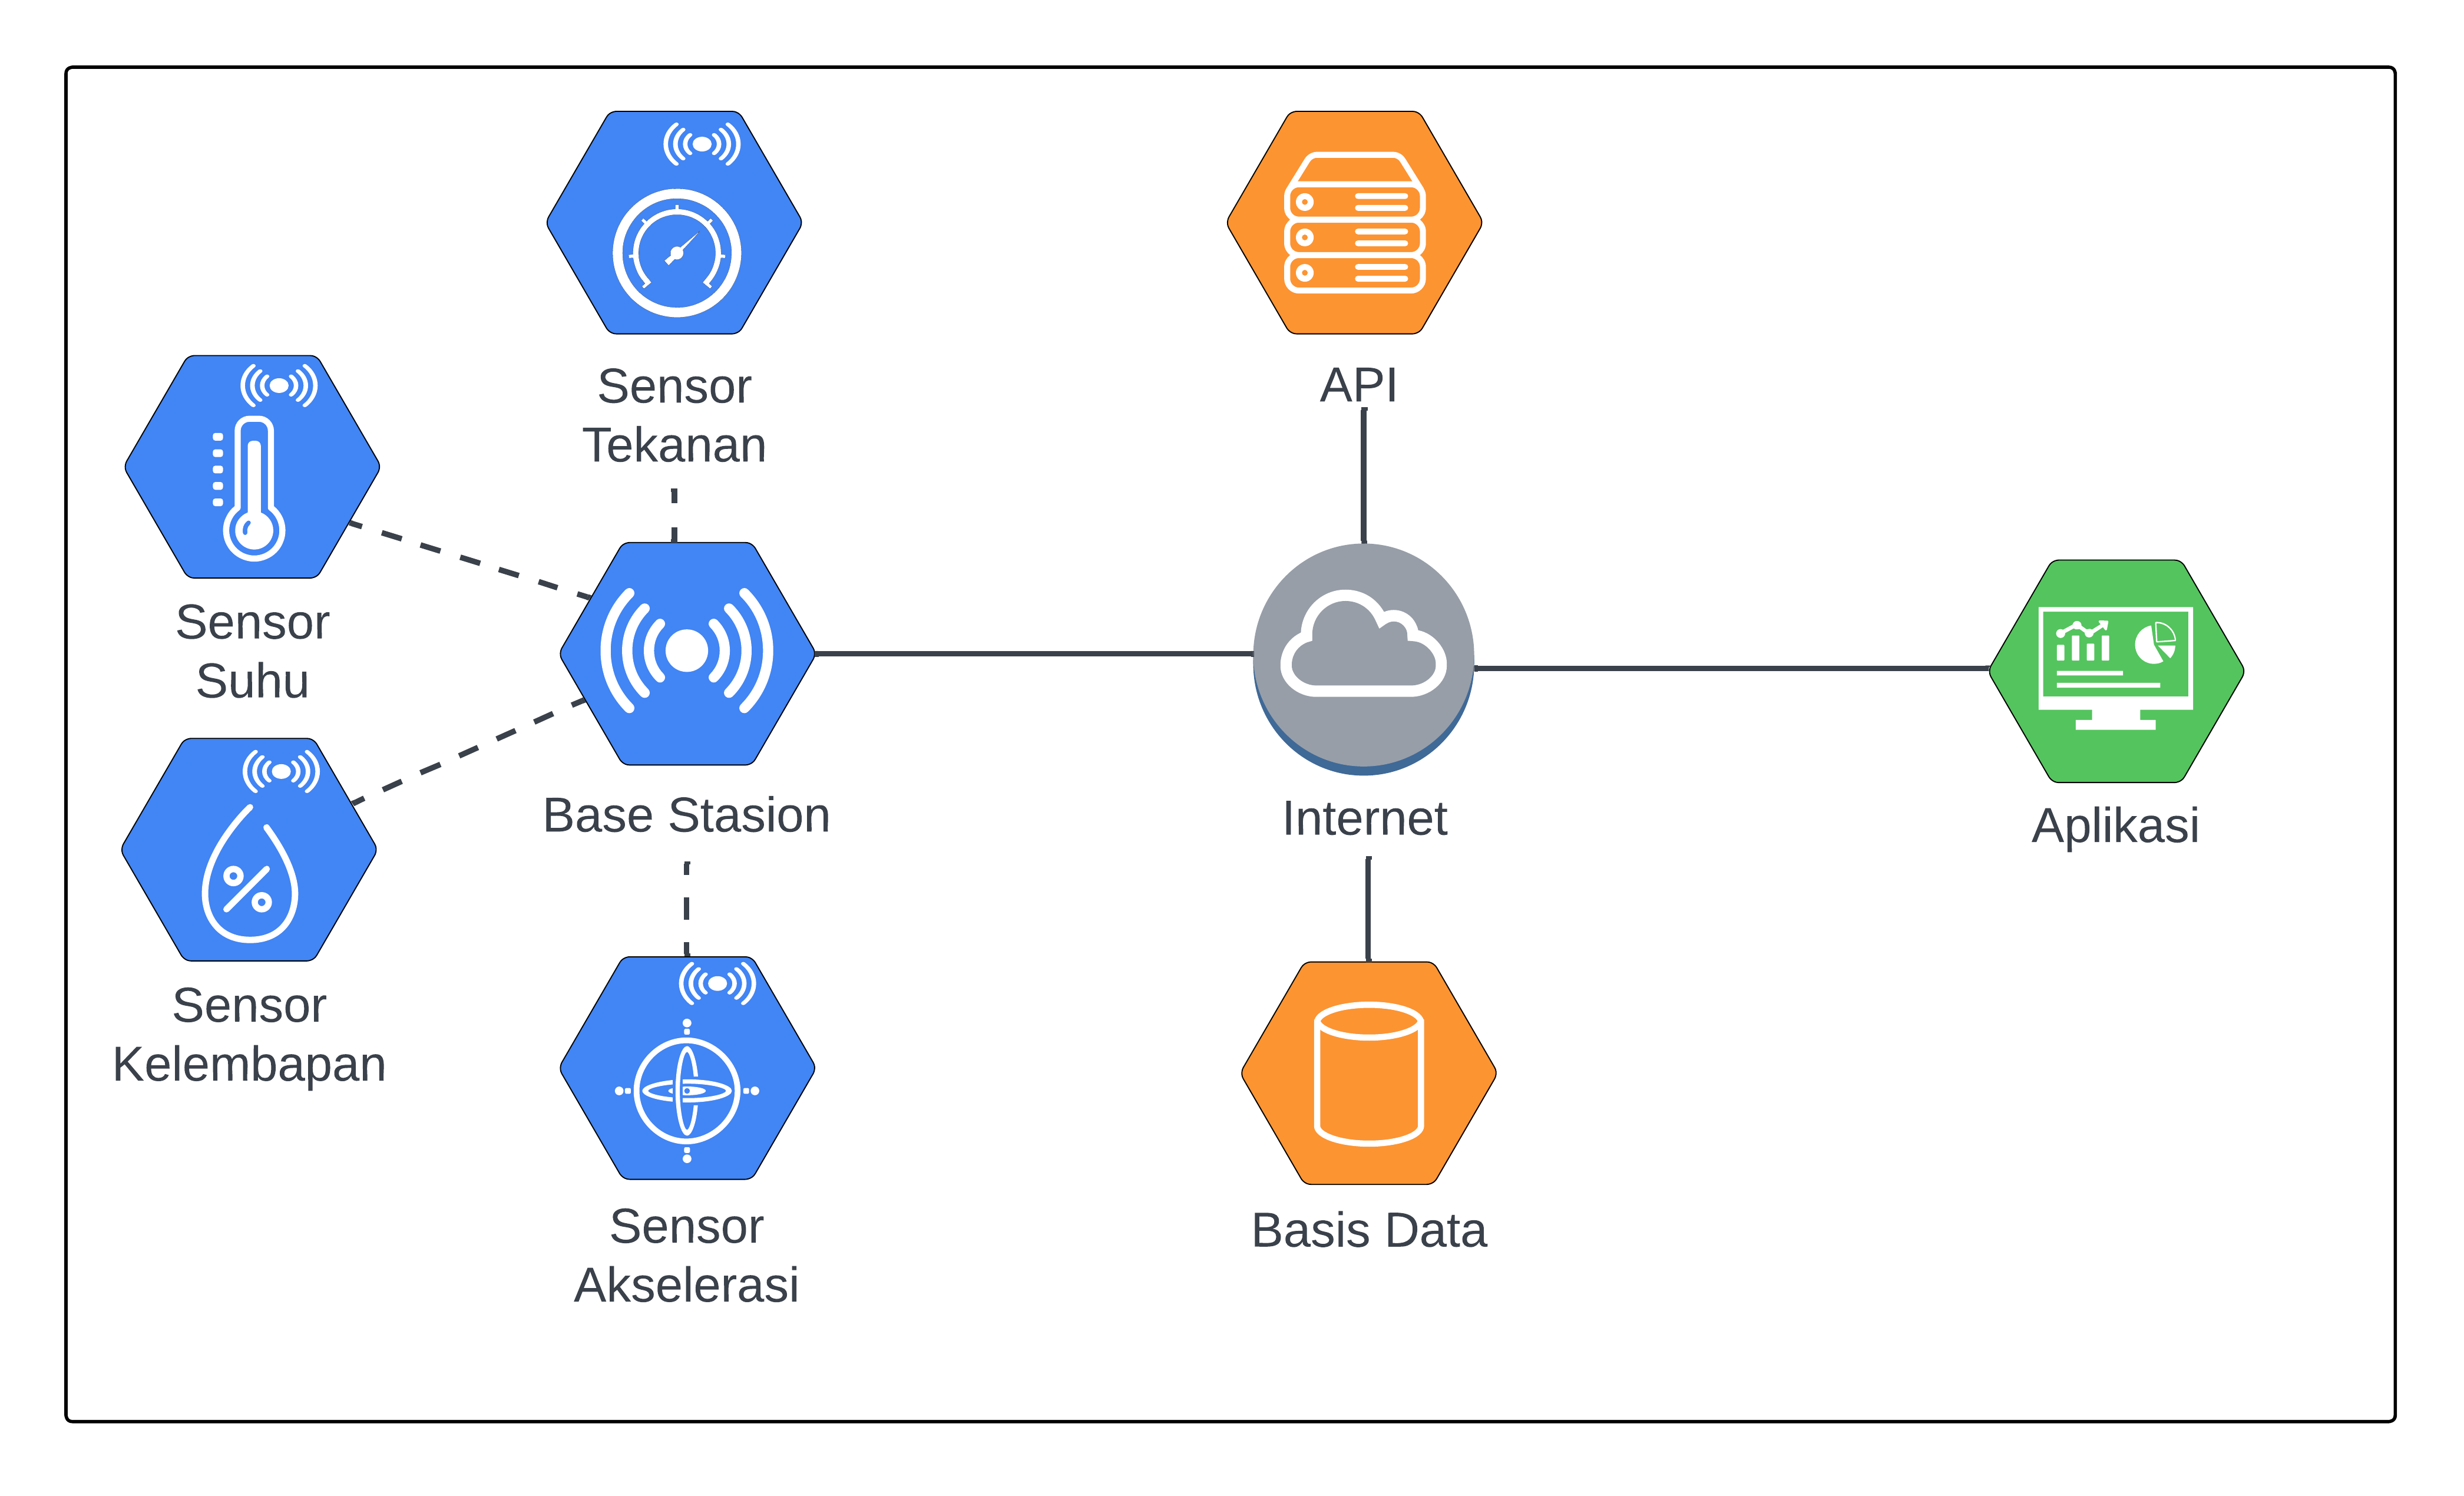 Sensor
Tekanan
API
Sensor
Suhu
Base Stasion
Internet
Aplikasi
Sensor
Kelembapan
Sensor
Akselerasi
Basis Data